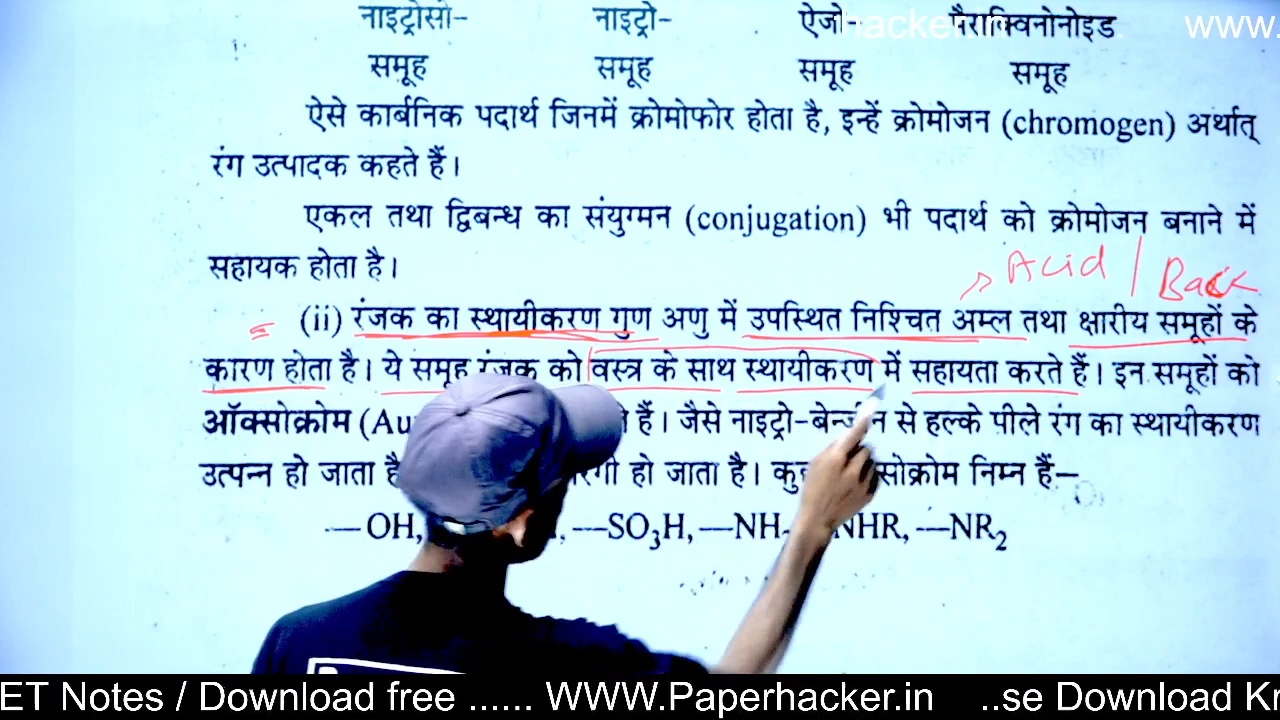 नाइट्रोसो- नाइट्रो- ऐजो- पैराक्विनोनोइड
hacker.in www.
समूह समूह समूह समूह
ऐसे कार्बनिक पदार्थ जिनमें क्रोमोफोर होता है, इन्हें क्रोमोजन (chromogen) अर्थात्
रंग उत्पादक कहते हैं।
एकल तथा द्विबन्ध का संयुग्मन (conjugation) भी पदार्थ को क्रोमोजन बनाने में
सहायक होता है।
Acid /
(ii) रंजक का स्थायीकरण गुण अणु में उपस्थित निश्चित अम्ल तथा क्षारीय समूहों के
कारण होता है। ये समूह रंजक को वस्त्र के साथ स्थायीकरण में सहायता करते हैं। इन समूहों को
ऑक्सोक्रोम (Au हैं। जैसे नाइट्रो-बेन्जीन से हल्के पीले रंग का स्थायीकरण
उत्पन्न हो जाता है हो जाता है। निम्न हैं—
—OH, —SO₃H, —NH NHR, —NR₂
ET Notes / Download free ...... WWW.Paperhacker.in ..se Download Kr